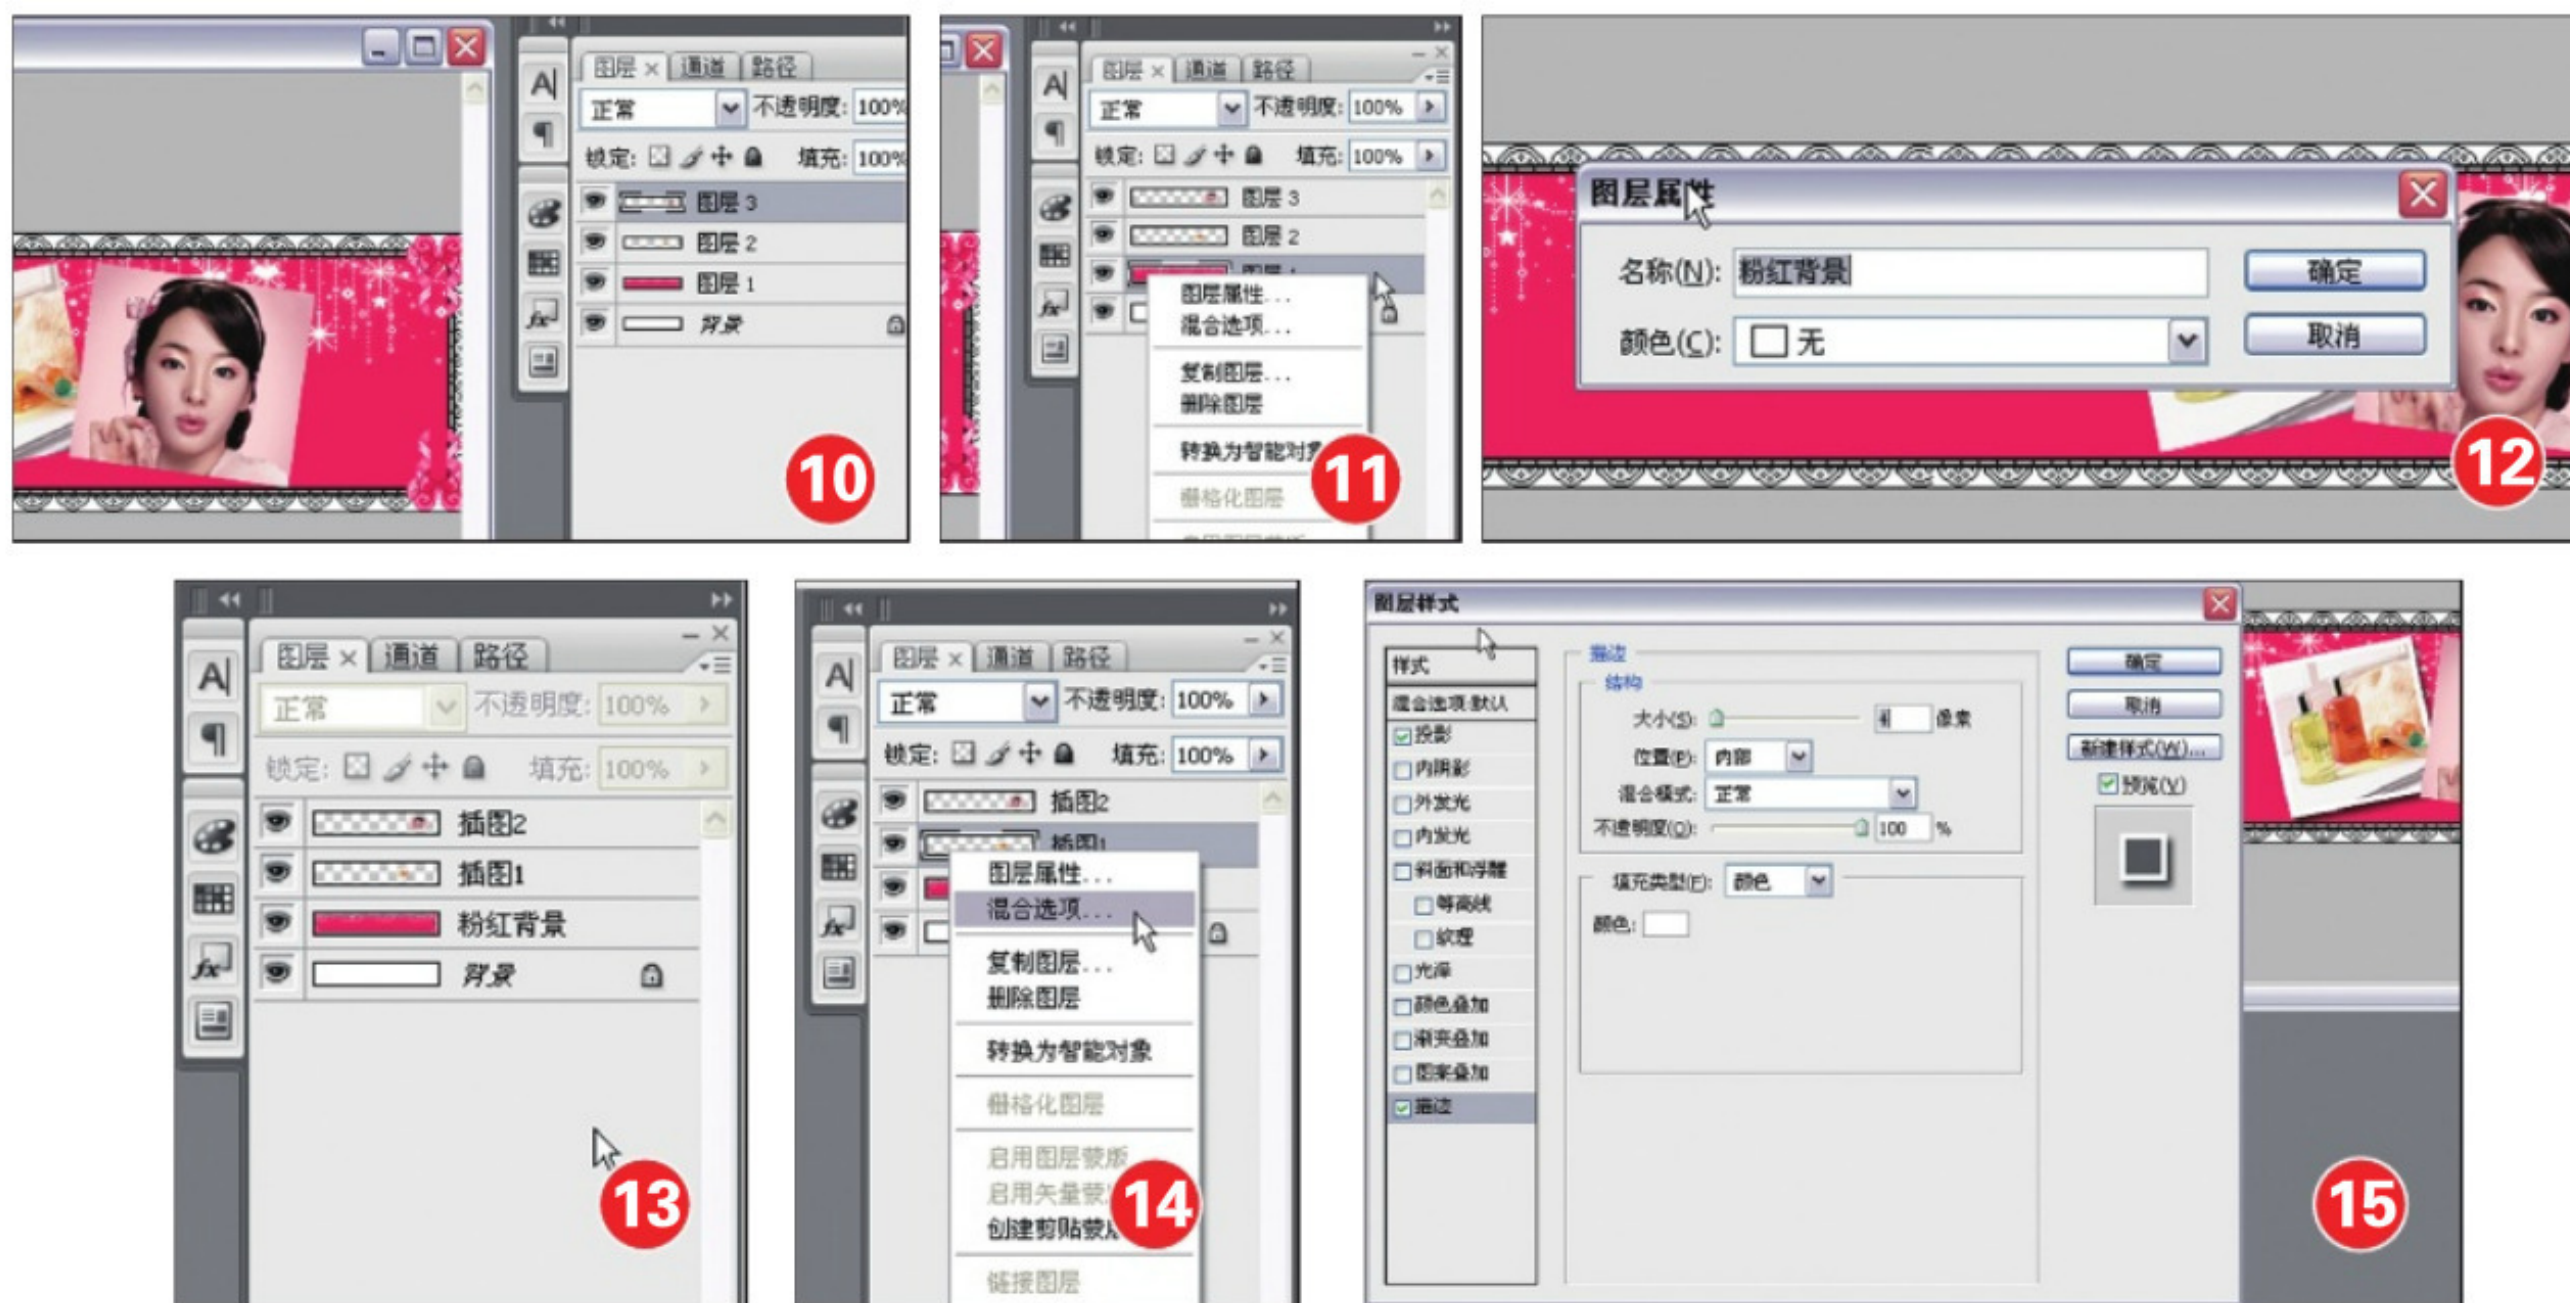 图层 × 通道 路径
正常 不透明度: 100%
锁定: 填充: 100%
图层 3
图层 2
图层 1
背景
10
图层 × 通道 路径
正常 不透明度: 100%
锁定: 填充: 100%
图层 3
图层 2
图层属性...
混合选项...
复制图层...
删除图层
转换为智能对
栅格化图层
11
图层属性
名称(N): 粉红背景 确定
颜色(C): 无 取消
12
图层 × 通道 路径
正常 不透明度: 100%
锁定: 填充: 100%
插图2
插图1
粉红背景
背景
13
图层 × 通道 路径
正常 不透明度: 100%
锁定: 填充: 100%
插图2
插图1
图层属性...
混合选项...
复制图层...
删除图层
转换为智能对象
栅格化图层
启用图层蒙版
启用矢量蒙
创建剪贴蒙
链接图层
14
图层样式
样式
混合选项:默认
投影
内阴影
外发光
内发光
斜面和浮雕
等高线
纹理
光泽
颜色叠加
渐变叠加
图案叠加
描边
描边
结构
大小(S): 像素
位置(P): 内部
混合模式: 正常
不透明度(O): 100 %
填充类型(F): 颜色
颜色:
确定
取消
新建样式(W)...
预览(V)
15